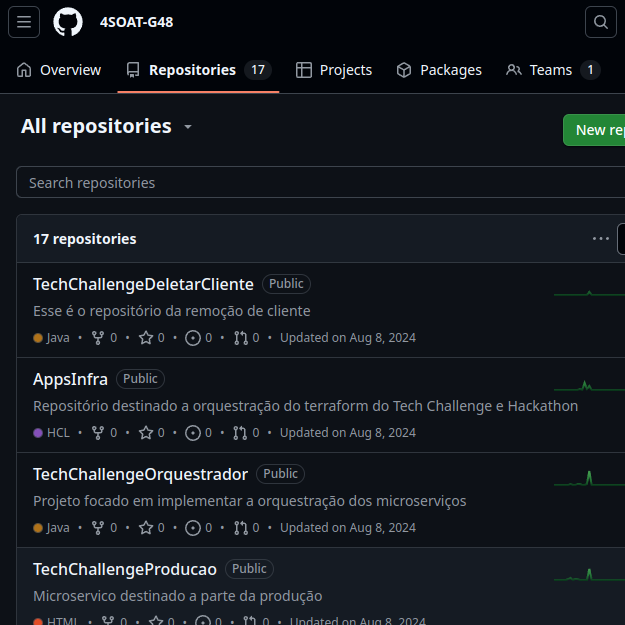 4SOAT-G48
Overview Repositories 17 Projects Packages Teams 1
All repositories
New rep
Search repositories
17 repositories
TechChallengeDeletarCliente Public
Esse é o repositório da remoção de cliente
Java • 0 • 0 • 0 • 0 • Updated on Aug 8, 2024
AppsInfra Public
Repositório destinado a orquestração do terraform do Tech Challenge e Hackathon
HCL • 0 • 0 • 0 • 0 • Updated on Aug 8, 2024
TechChallengeOrquestrador Public
Projeto focado em implementar a orquestração dos microserviços
Java • 0 • 0 • 0 • 0 • Updated on Aug 8, 2024
TechChallengeProducao Public
Microservico destinado a parte da produção
HTML • 0 • 0 • 0 • 0 • Updated on Aug 8, 2024